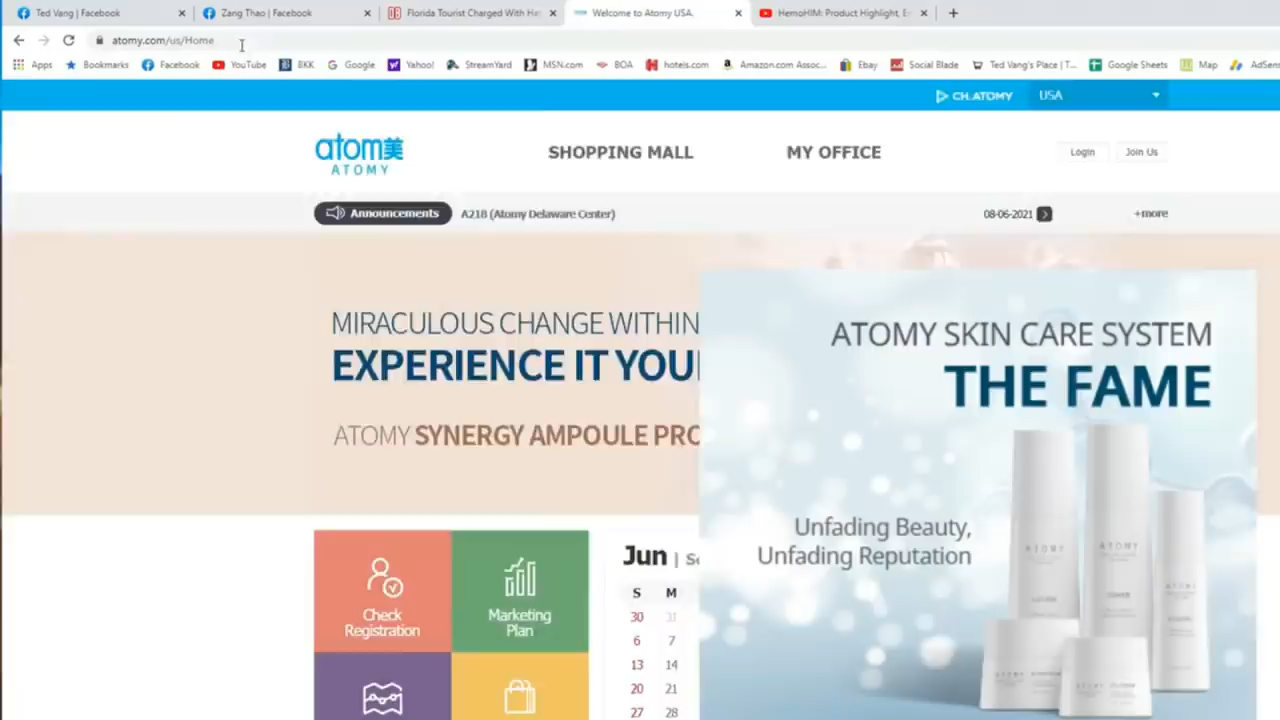 Ted Vang | Facebook
Zang Thao | Facebook
Florida Tourist Charged With Ha
Welcome to Atomy USA.
HemoHIM: Product Highlight, E
atomy.com/us/Home
Apps Bookmarks Facebook YouTube BKK Google Yahoo! StreamYard MSN.com BOA hotels.com Amazon.com Assoc... Ebay Social Blade Ted Vang's Place | T... Google Sheets Map AdSens
CH.ATOMY
USA
atom美
ATOMY
SHOPPING MALL
MY OFFICE
Login
Join Us
Announcements
A218 (Atomy Delaware Center)
08-06-2021
+more
MIRACULOUS CHANGE WITHIN
EXPERIENCE IT YOU
ATOMY SYNERGY AMPOULE PRO
ATOMY SKIN CARE SYSTEM
THE FAME
Unfading Beauty,
Unfading Reputation
ATOMY
ATOMY
ATOMY
Check
Registration
Marketing
Plan
Jun | Sc
S M
30 31
6 7
13 14
20 21
27 28